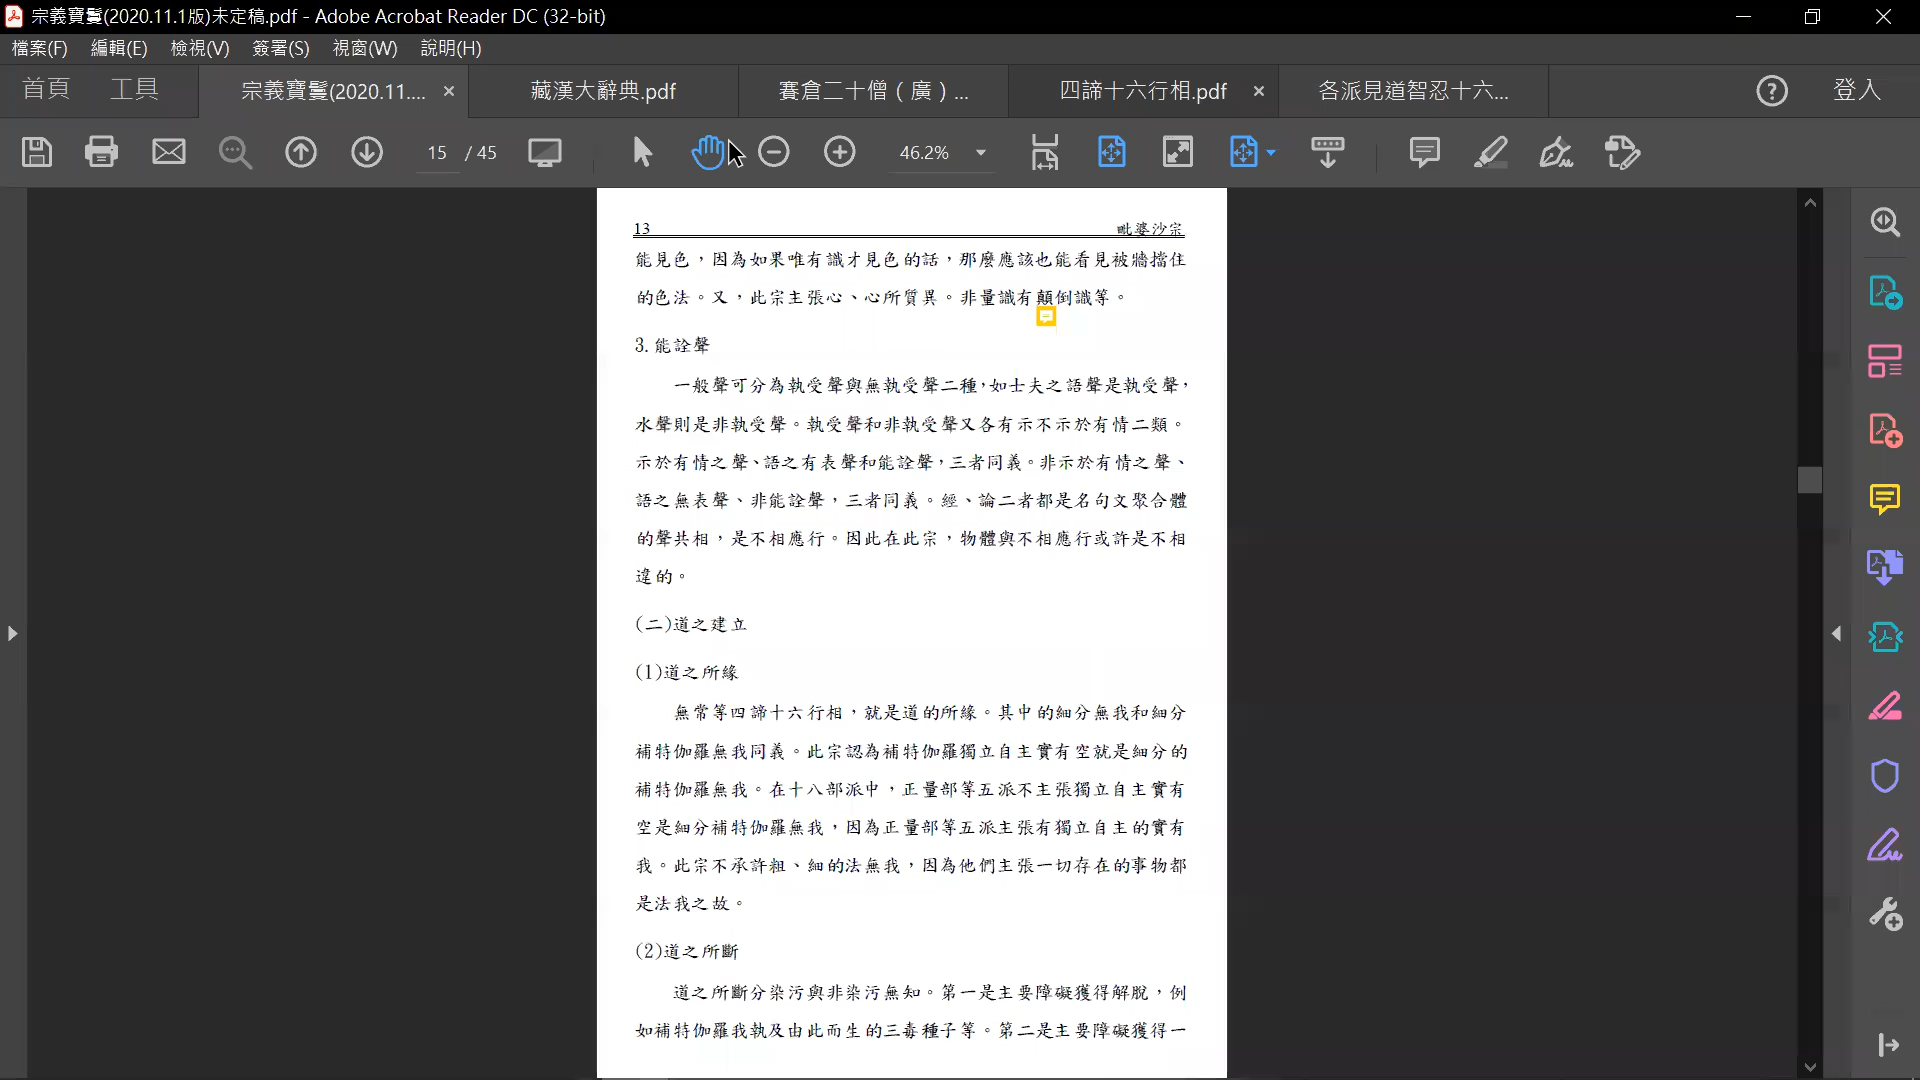 宗義寶鬘(2020.11.1版)未定稿.pdf - Adobe Acrobat Reader DC (32-bit)
檔案(F) 編輯(E) 檢視(V) 簽署(S) 視窗(W) 說明(H)
首頁 工具 宗義寶鬘(2020.11.... × 藏漢大辭典.pdf 賽倉二十僧（廣）... 四諦十六行相.pdf × 各派見道智忍十六... 登入
15 / 45 46.2%
13 毗婆沙宗
能見色，因為如果唯有識才見色的話，那麼應該也能看見被牆擋住
的色法。又，此宗主張心、心所質異。非量識有顛倒識等。
3.能詮聲
一般聲可分為執受聲與無執受聲二種，如士夫之語聲是執受聲，
水聲則是非執受聲。執受聲和非執受聲又各有示不示於有情二類。
示於有情之聲、語之有表聲和能詮聲，三者同義。非示於有情之聲、
語之無表聲、非能詮聲，三者同義。經、論二者都是名句文聚合體
的聲共相，是不相應行。因此在此宗，物體與不相應行或許是不相
違的。
(二)道之建立
(1)道之所緣
無常等四諦十六行相，就是道的所緣。其中的細分無我和細分
補特伽羅無我同義。此宗認為補特伽羅獨立自主實有空就是細分的
補特伽羅無我。在十八部派中，正量部等五派不主張獨立自主實有
空是細分補特伽羅無我，因為正量部等五派主張有獨立自主的實有
我。此宗不承許粗、細的法無我，因為他們主張一切存在的事物都
是法我之故。
(2)道之所斷
道之所斷分染污與非染污無知。第一是主要障礙獲得解脫，例
如補特伽羅我執及由此而生的三毒種子等。第二是主要障礙獲得一